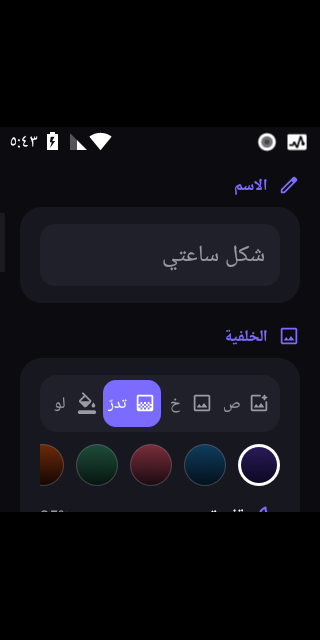 ٥:٤٣
الاسم
شكل ساعتي
الخلفية
ص خ تدرّ لو